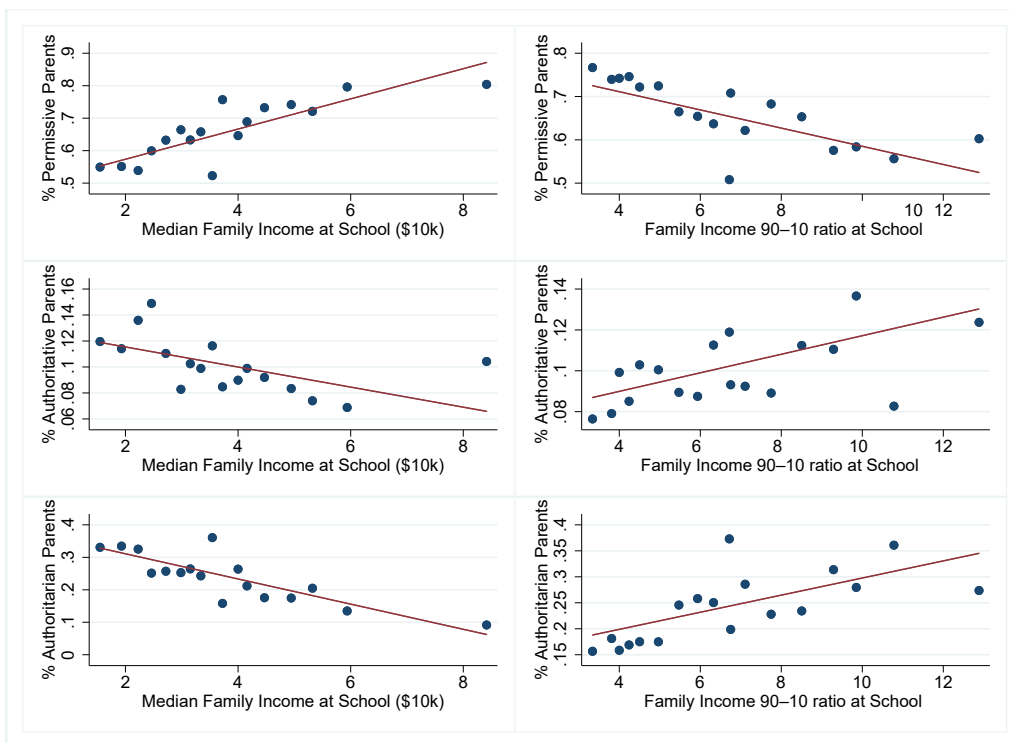 % Permissive Parents
.9
.8
.7
.6
.5
2 4 6 8
Median Family Income at School ($10k)
% Permissive Parents
.8
.7
.6
.5
4 6 8 10 12
Family Income 90–10 ratio at School
% Authoritative Parents
.16
.14
.12
.1
.08
.06
2 4 6 8
Median Family Income at School ($10k)
% Authoritative Parents
.14
.12
.1
.08
4 6 8 10 12
Family Income 90–10 ratio at School
% Authoritarian Parents
.4
.3
.2
.1
0
2 4 6 8
Median Family Income at School ($10k)
% Authoritarian Parents
.4
.35
.3
.25
.2
.15
4 6 8 10 12
Family Income 90–10 ratio at School